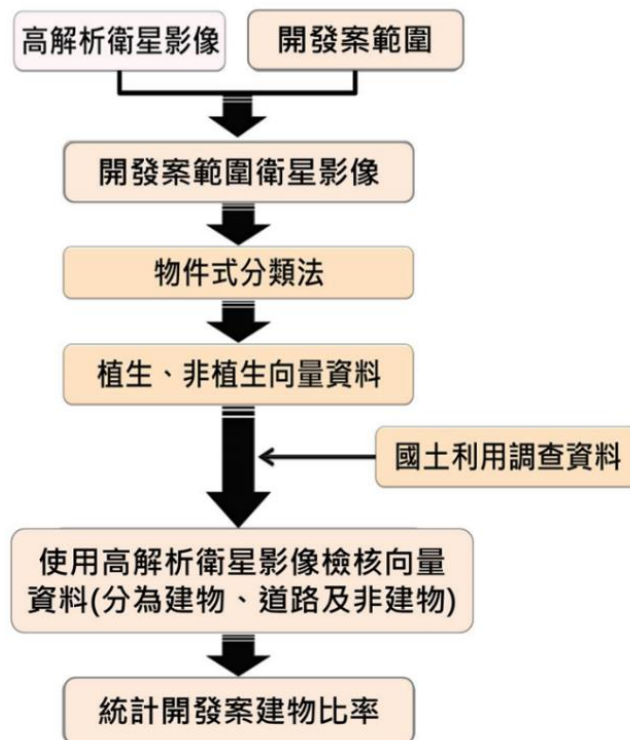 高解析衛星影像
開發案範圍
開發案範圍衛星影像
物件式分類法
植生、非植生向量資料
國土利用調查資料
使用高解析衛星影像檢核向量
資料(分為建物、道路及非建物)
統計開發案建物比率